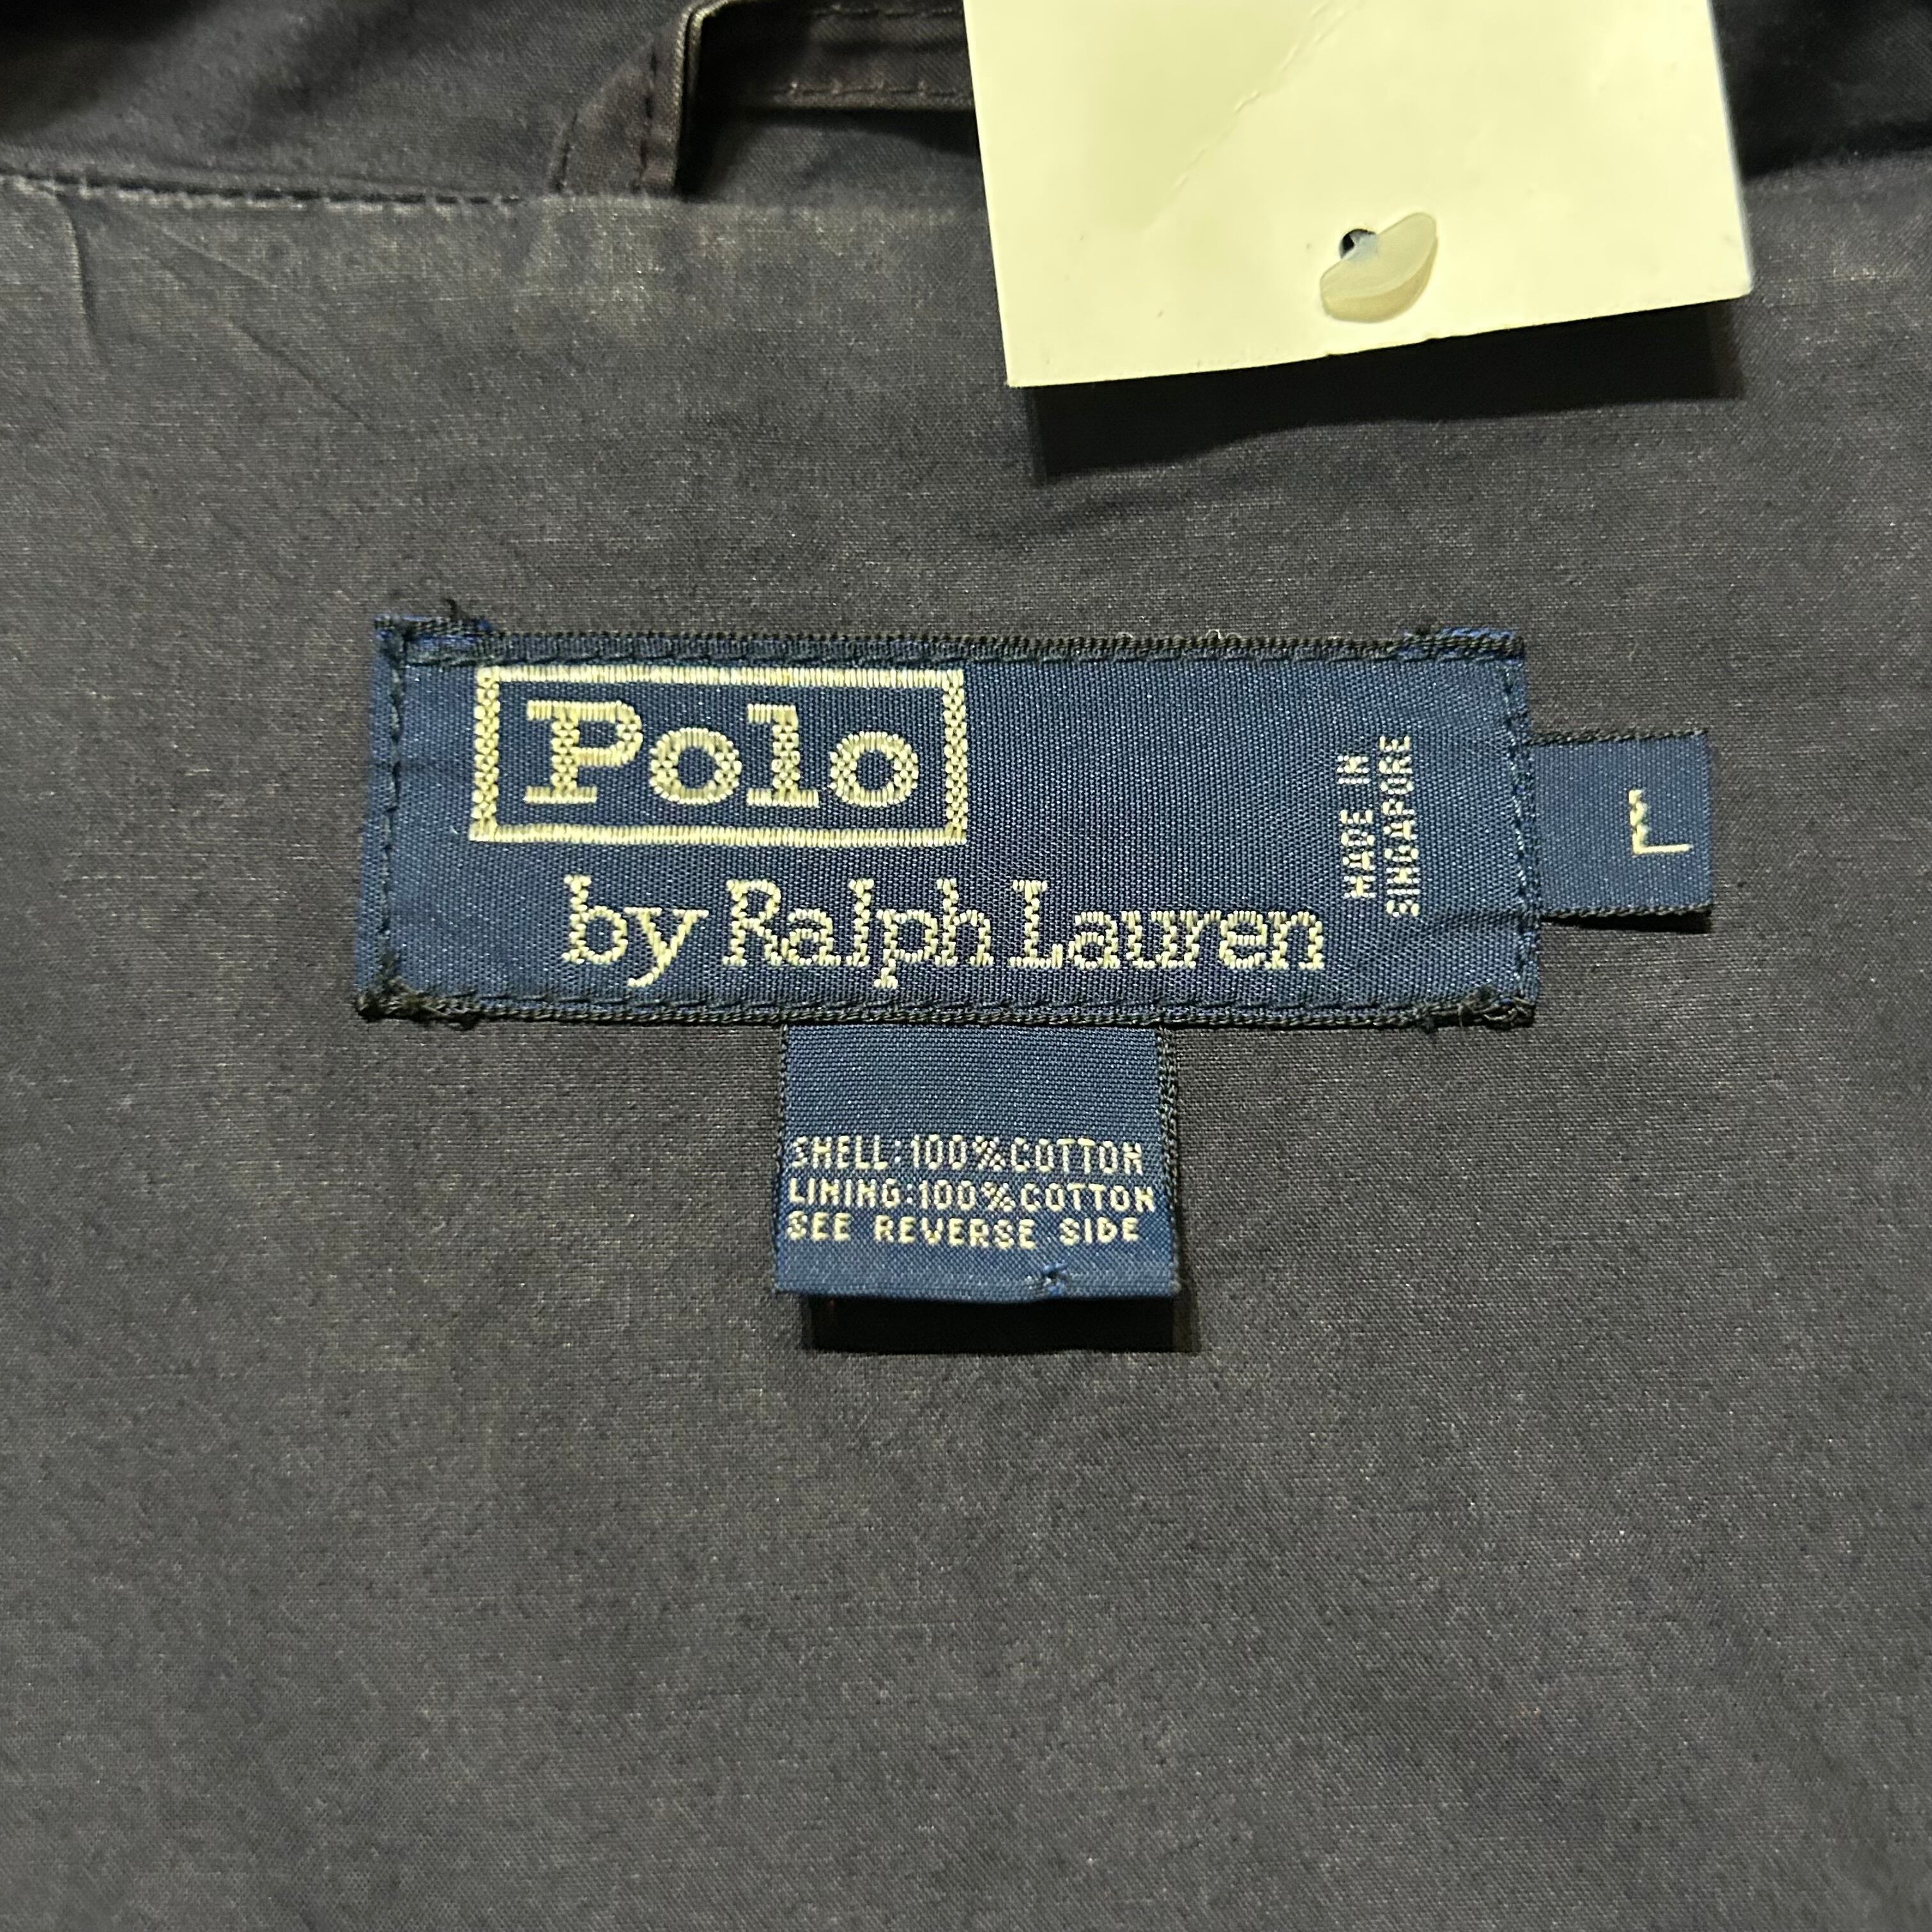 Polo
by Ralph Lauren
MADE IN
SINGAPORE
L
SHELL:100%COTTON
LINING:100%COTTON
SEE REVERSE SIDE